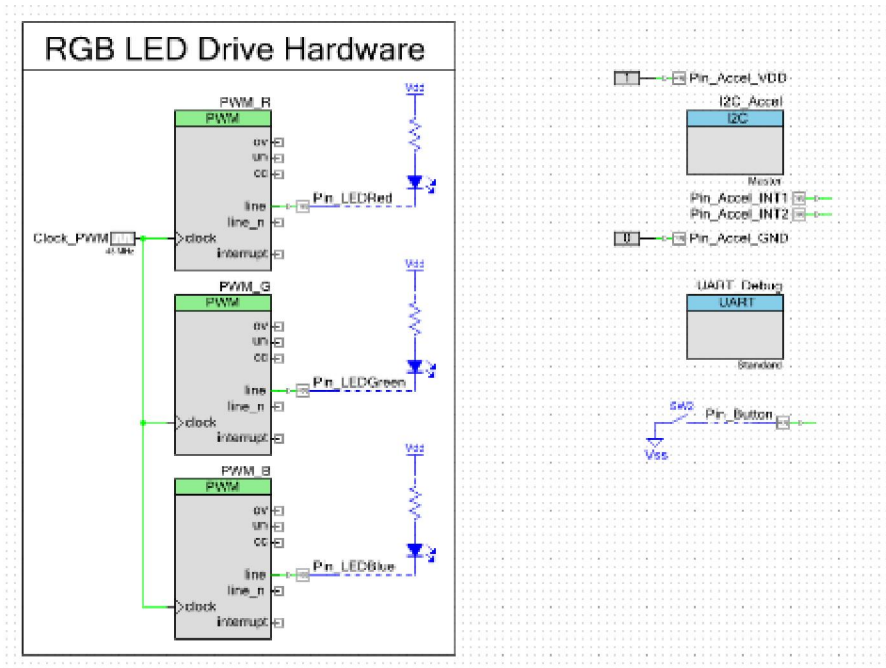 RGB LED Drive Hardware
PWM_R
PWM
ov
un
cc
line
line_n
clock
interrupt
Vdd
Pin_LEDRed
Clock_PWM
48 MHz
PWM_G
PWM
ov
un
cc
line
line_n
clock
interrupt
Vdd
Pin_LEDGreen
PWM_B
PWM
ov
un
cc
line
line_n
clock
interrupt
Vdd
Pin_LEDBlue
1
Pin_Accel_VDD
I2C_Accel
I2C
Master
Pin_Accel_INT1
Pin_Accel_INT2
0
Pin_Accel_GND
UART_Debug
UART
Standard
SW2
Pin_Button
Vss